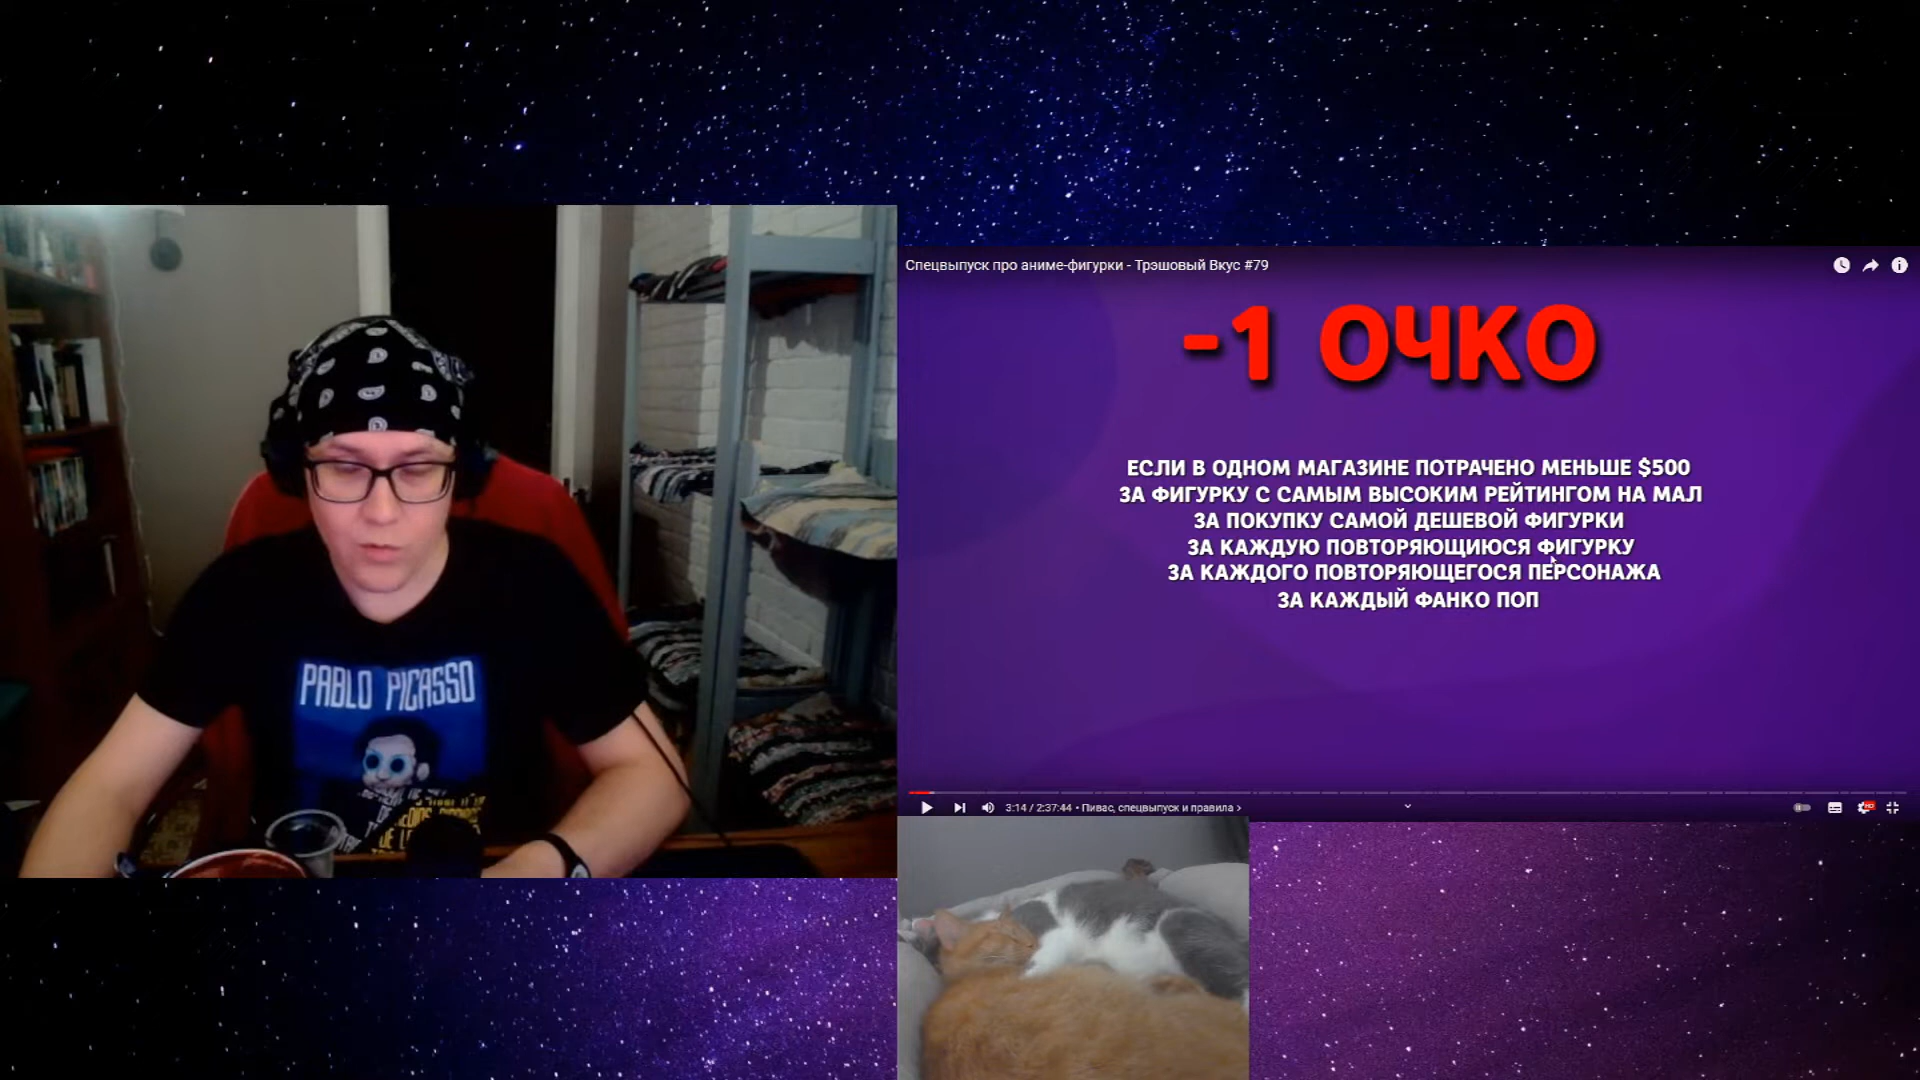 Спецвыпуск про аниме-фигурки - Трэшовый Вкус #79
-1 ОЧКО
ЕСЛИ В ОДНОМ МАГАЗИНЕ ПОТРАЧЕНО МЕНЬШЕ $500
ЗА ФИГУРКУ С САМЫМ ВЫСОКИМ РЕЙТИНГОМ НА МАЛ
ЗА ПОКУПКУ САМОЙ ДЕШЕВОЙ ФИГУРКИ
ЗА КАЖДУЮ ПОВТОРЯЮЩИЮСЯ ФИГУРКУ
ЗА КАЖДОГО ПОВТОРЯЮЩЕГОСЯ ПЕРСОНАЖА
ЗА КАЖДЫЙ ФАНКО ПОП
PABLO PICASSO
3:14 / 2:37:44 • Пивас, спецвыпуск и правила ›
HD